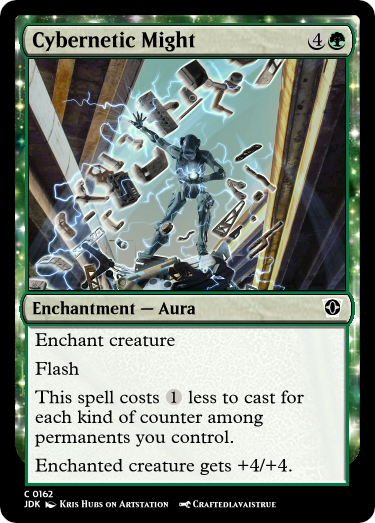 Cybernetic Might 4
Enchantment — Aura
Enchant creature
Flash
This spell costs 1 less to cast for
each kind of counter among
permanents you control.
Enchanted creature gets +4/+4.
C 0162
JDK Kris Hubs on Artstation Craftedlavaistrue